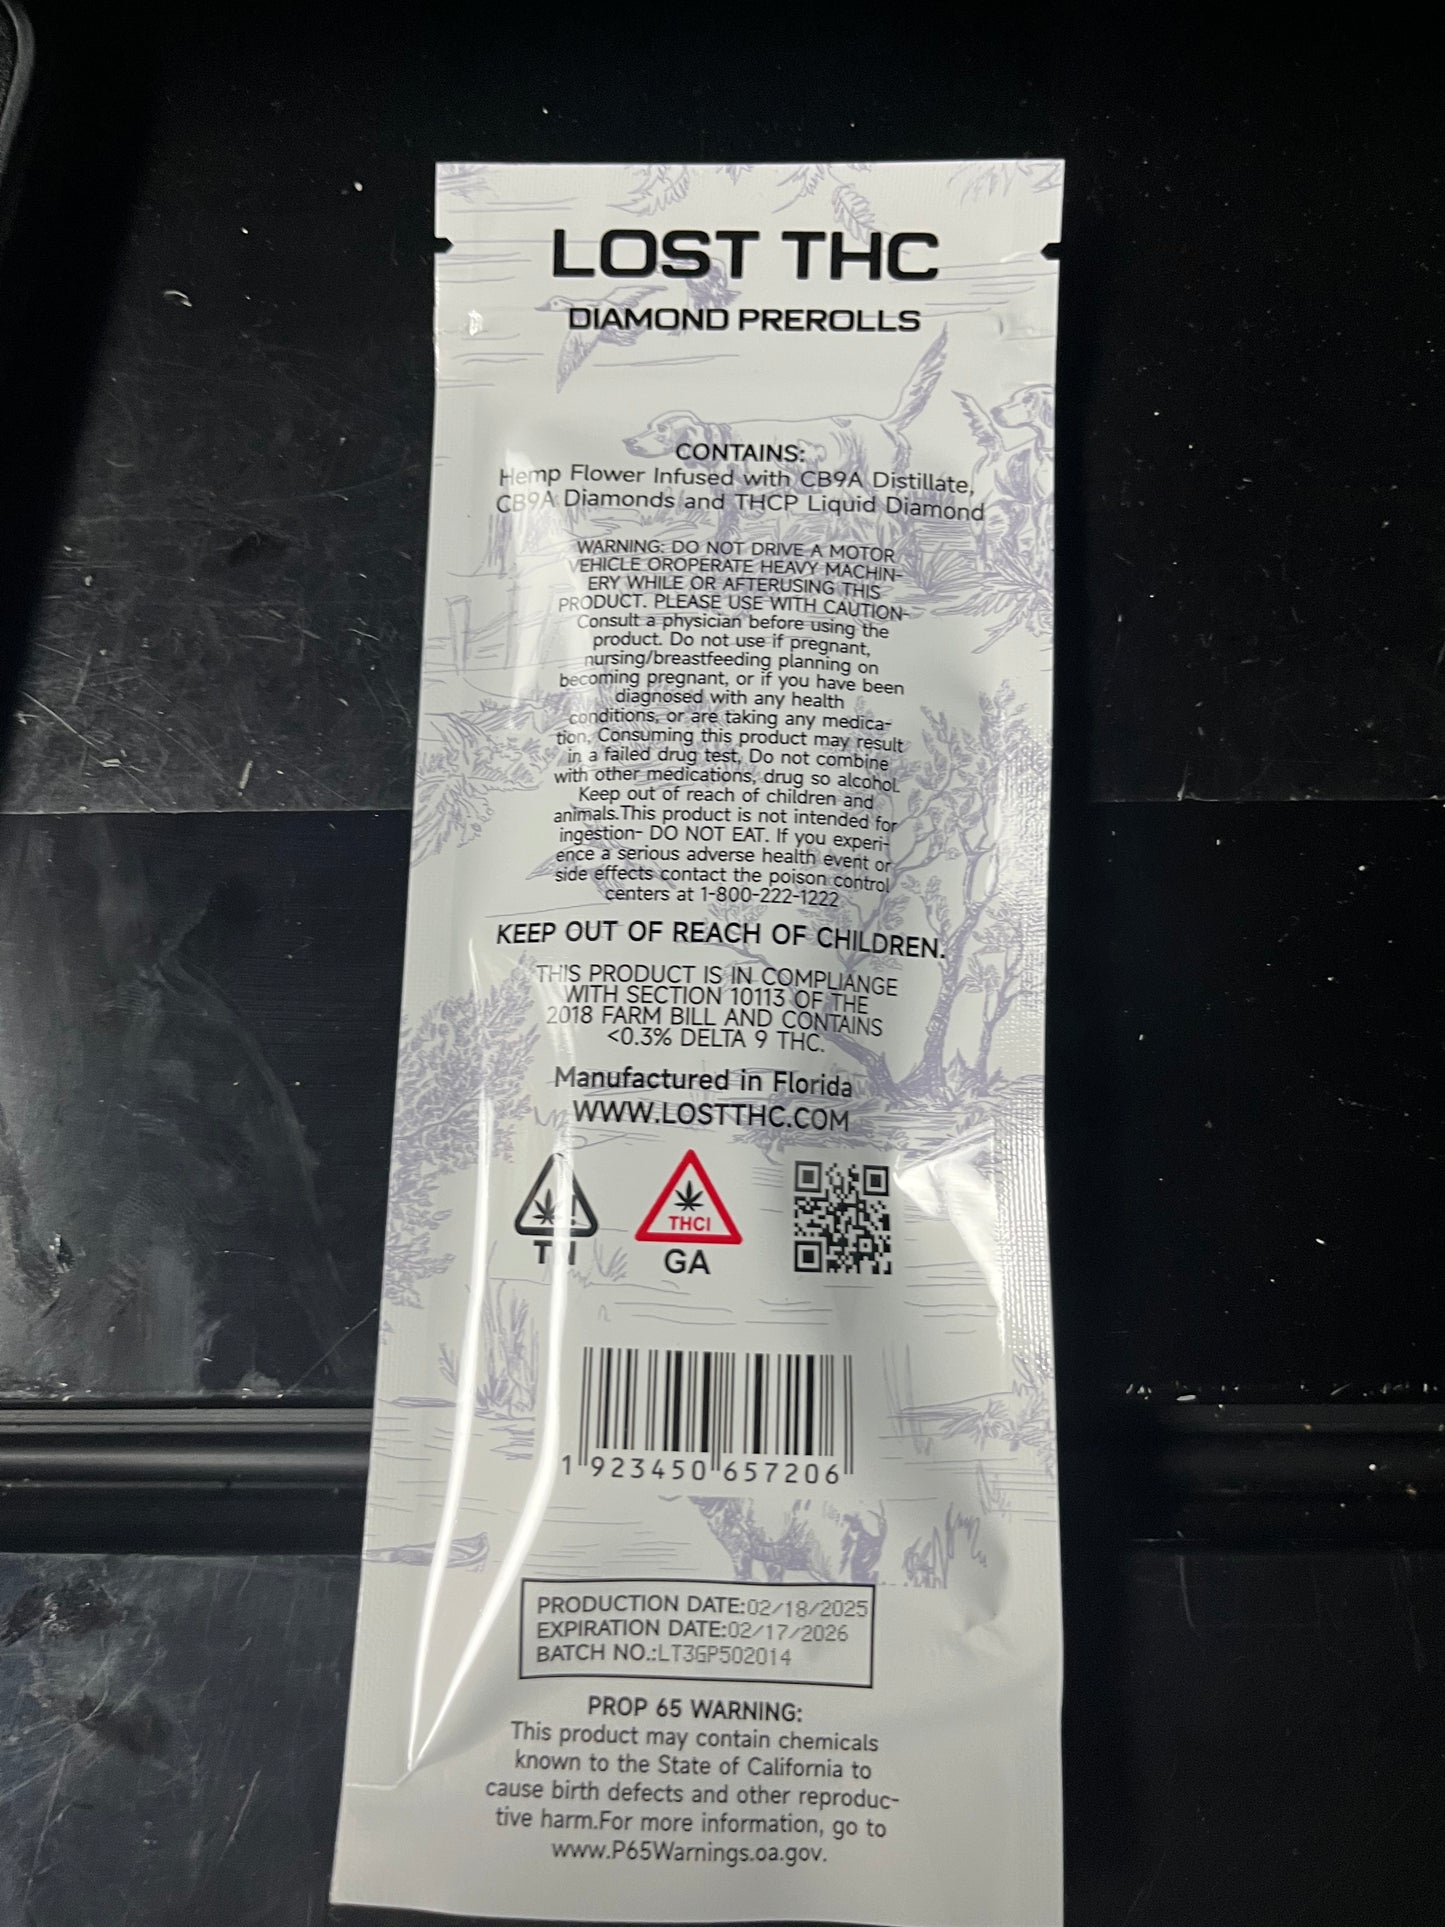 LOST THC
DIAMOND PREROLLS
CONTAINS:
Hemp Flower Infused with CB9A Distillate,
CB9A Diamonds and THCP Liquid Diamond
WARNING: DO NOT DRIVE A MOTOR
VEHICLE OROPERATE HEAVY MACHIN-
ERY WHILE OR AFTERUSING THIS
PRODUCT. PLEASE USE WITH CAUTION-
Consult a physician before using the
product. Do not use if pregnant,
nursing/breastfeeding planning on
becoming pregnant, or if you have been
diagnosed with any health
conditions, or are taking any medica-
tion, Consuming this product may result
in a failed drug test, Do not combine
with other medications, drug so alcohol.
Keep out of reach of children and
animals.This product is not intended for
ingestion- DO NOT EAT. If you experi-
ence a serious adverse health event or
side effects contact the poison control
centers at 1-800-222-1222
KEEP OUT OF REACH OF CHILDREN.
THIS PRODUCT IS IN COMPLIANGE
WITH SECTION 10113 OF THE
2018 FARM BILL AND CONTAINS
<0.3% DELTA 9 THC.
Manufactured in Florida
WWW.LOSTTHC.COM
!
TN
THCI
GA
1 923450 657206
PRODUCTION DATE:02/18/2025
EXPIRATION DATE:02/17/2026
BATCH NO.:LT3GP502014
PROP 65 WARNING:
This product may contain chemicals
known to the State of California to
cause birth defects and other reproduc-
tive harm.For more information, go to
www.P65Warnings.oa.gov.